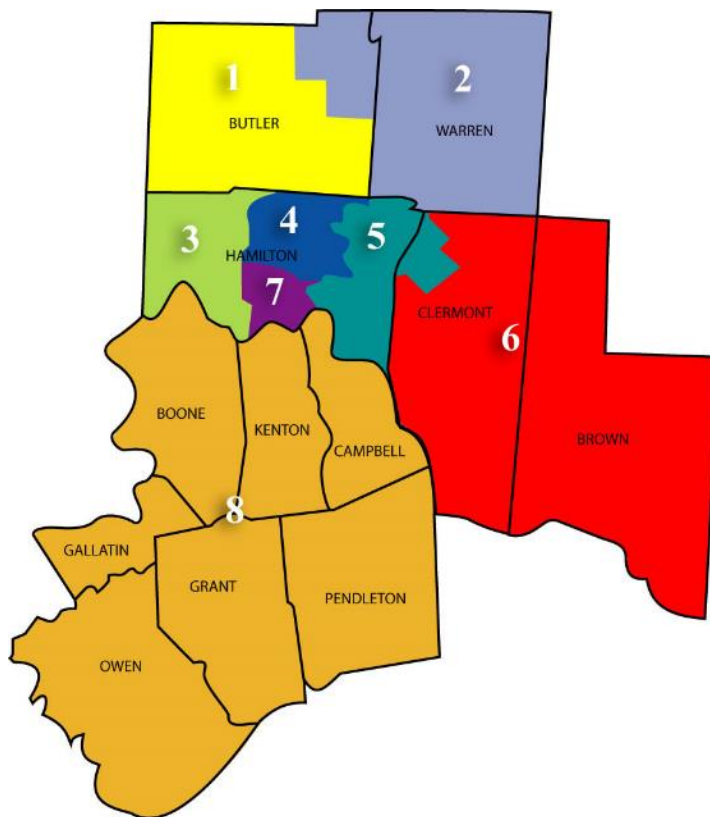 1
2
BUTLER
WARREN
3
4
5
HAMILTON
7
CLERMONT
6
BOONE
KENTON
CAMPBELL
BROWN
8
GALLATIN
GRANT
PENDLETON
OWEN